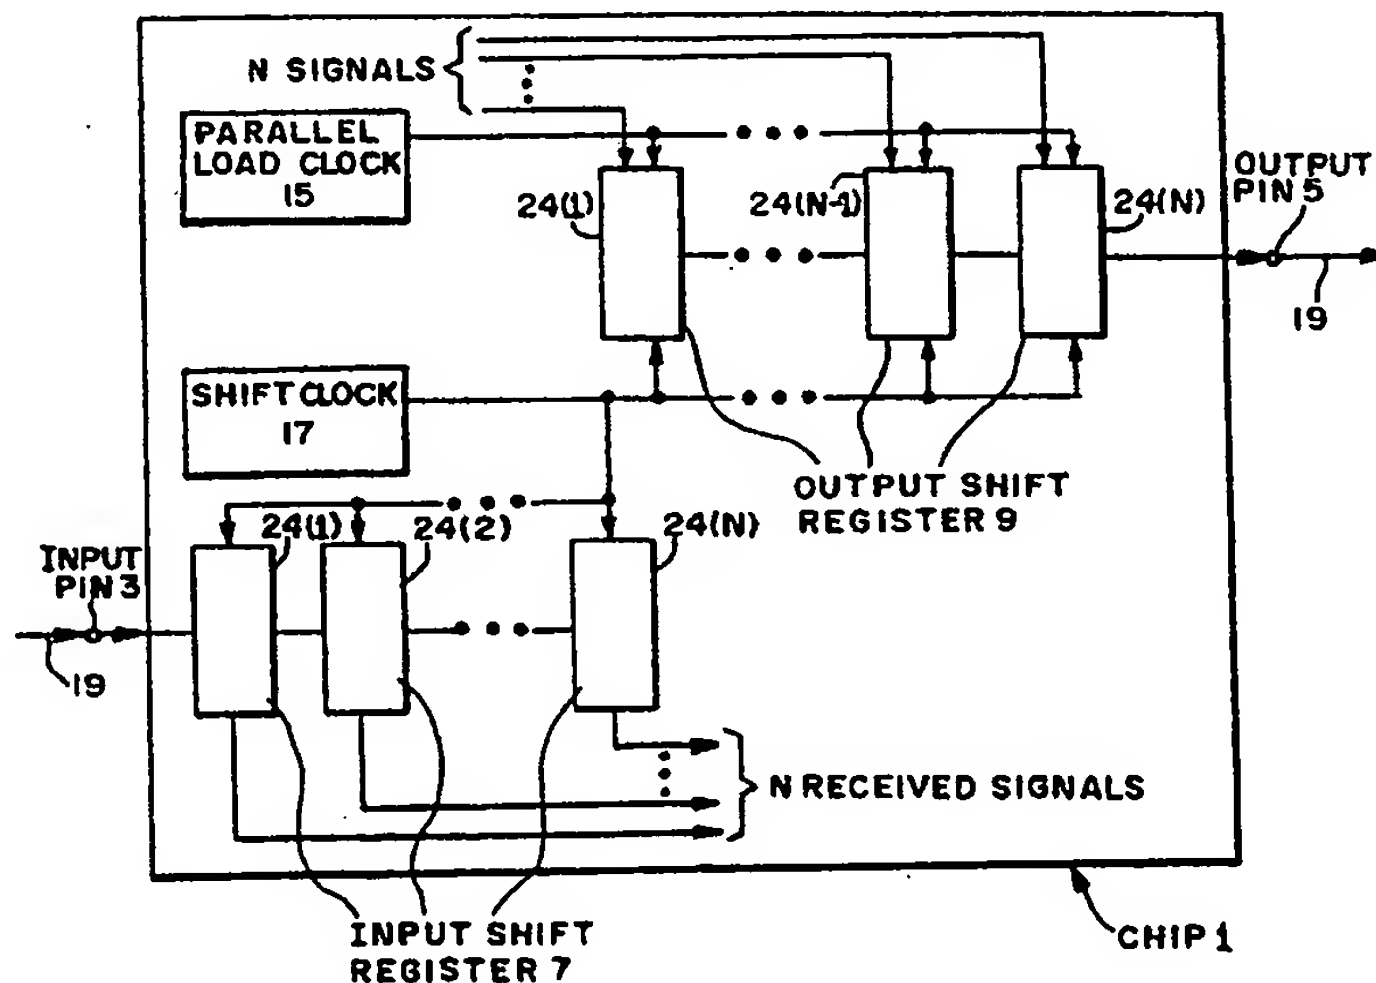 N SIGNALS
PARALLEL
LOAD CLOCK
15
24(1)
24(N-1)
24(N)
OUTPUT
PIN 5
19
SHIFT CLOCK
17
OUTPUT SHIFT
REGISTER 9
24(1)
24(2)
24(N)
INPUT
PIN 3
19
N RECEIVED SIGNALS
INPUT SHIFT
REGISTER 7
CHIP 1